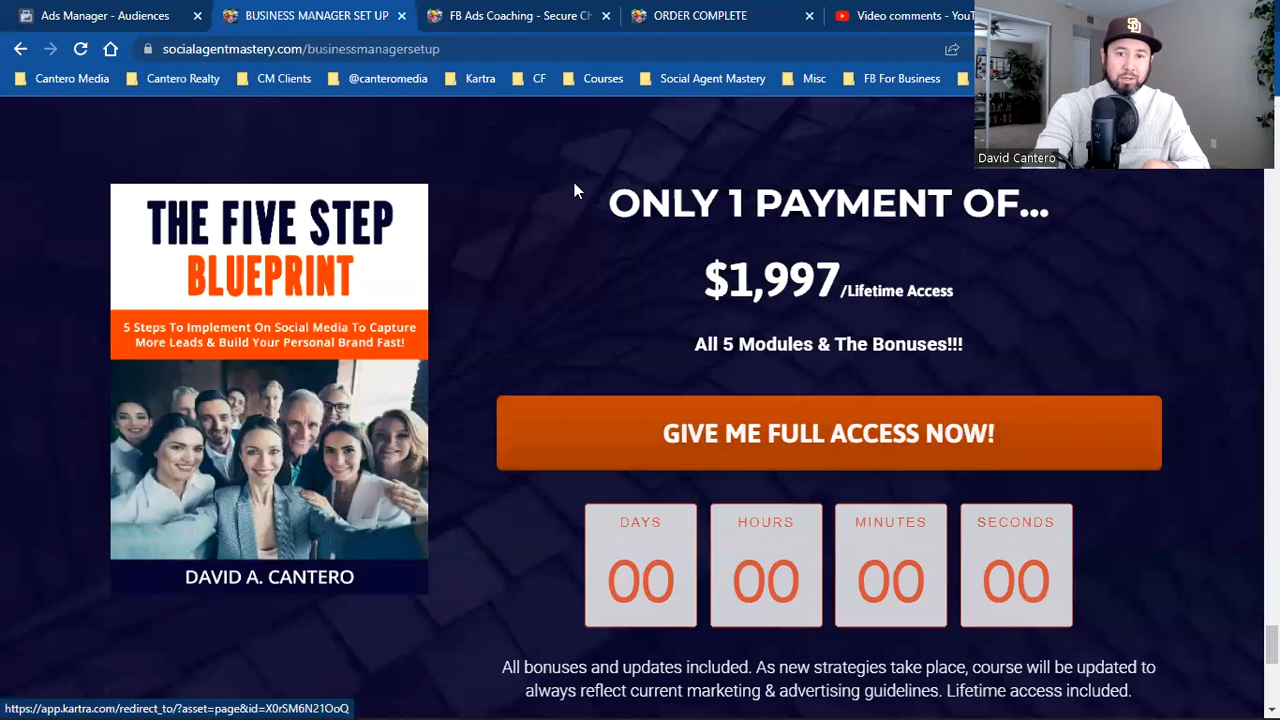 Ads Manager - Audiences
BUSINESS MANAGER SET UP
FB Ads Coaching - Secure Ch
ORDER COMPLETE
Video comments - YouT
socialagentmastery.com/businessmanagersetup
Cantero Media
Cantero Realty
CM Clients
@canteromedia
Kartra
CF
Courses
Social Agent Mastery
Misc
FB For Business
SD
David Cantero
THE FIVE STEP
BLUEPRINT
5 Steps To Implement On Social Media To Capture
More Leads & Build Your Personal Brand Fast!
DAVID A. CANTERO
ONLY 1 PAYMENT OF...
$1,997/Lifetime Access
All 5 Modules & The Bonuses!!!
GIVE ME FULL ACCESS NOW!
DAYS HOURS MINUTES SECONDS
00 00 00 00
All bonuses and updates included. As new strategies take place, course will be updated to
always reflect current marketing & advertising guidelines. Lifetime access included.
https://app.kartra.com/redirect_to/?asset=page&id=X0rSM6N21OoQ